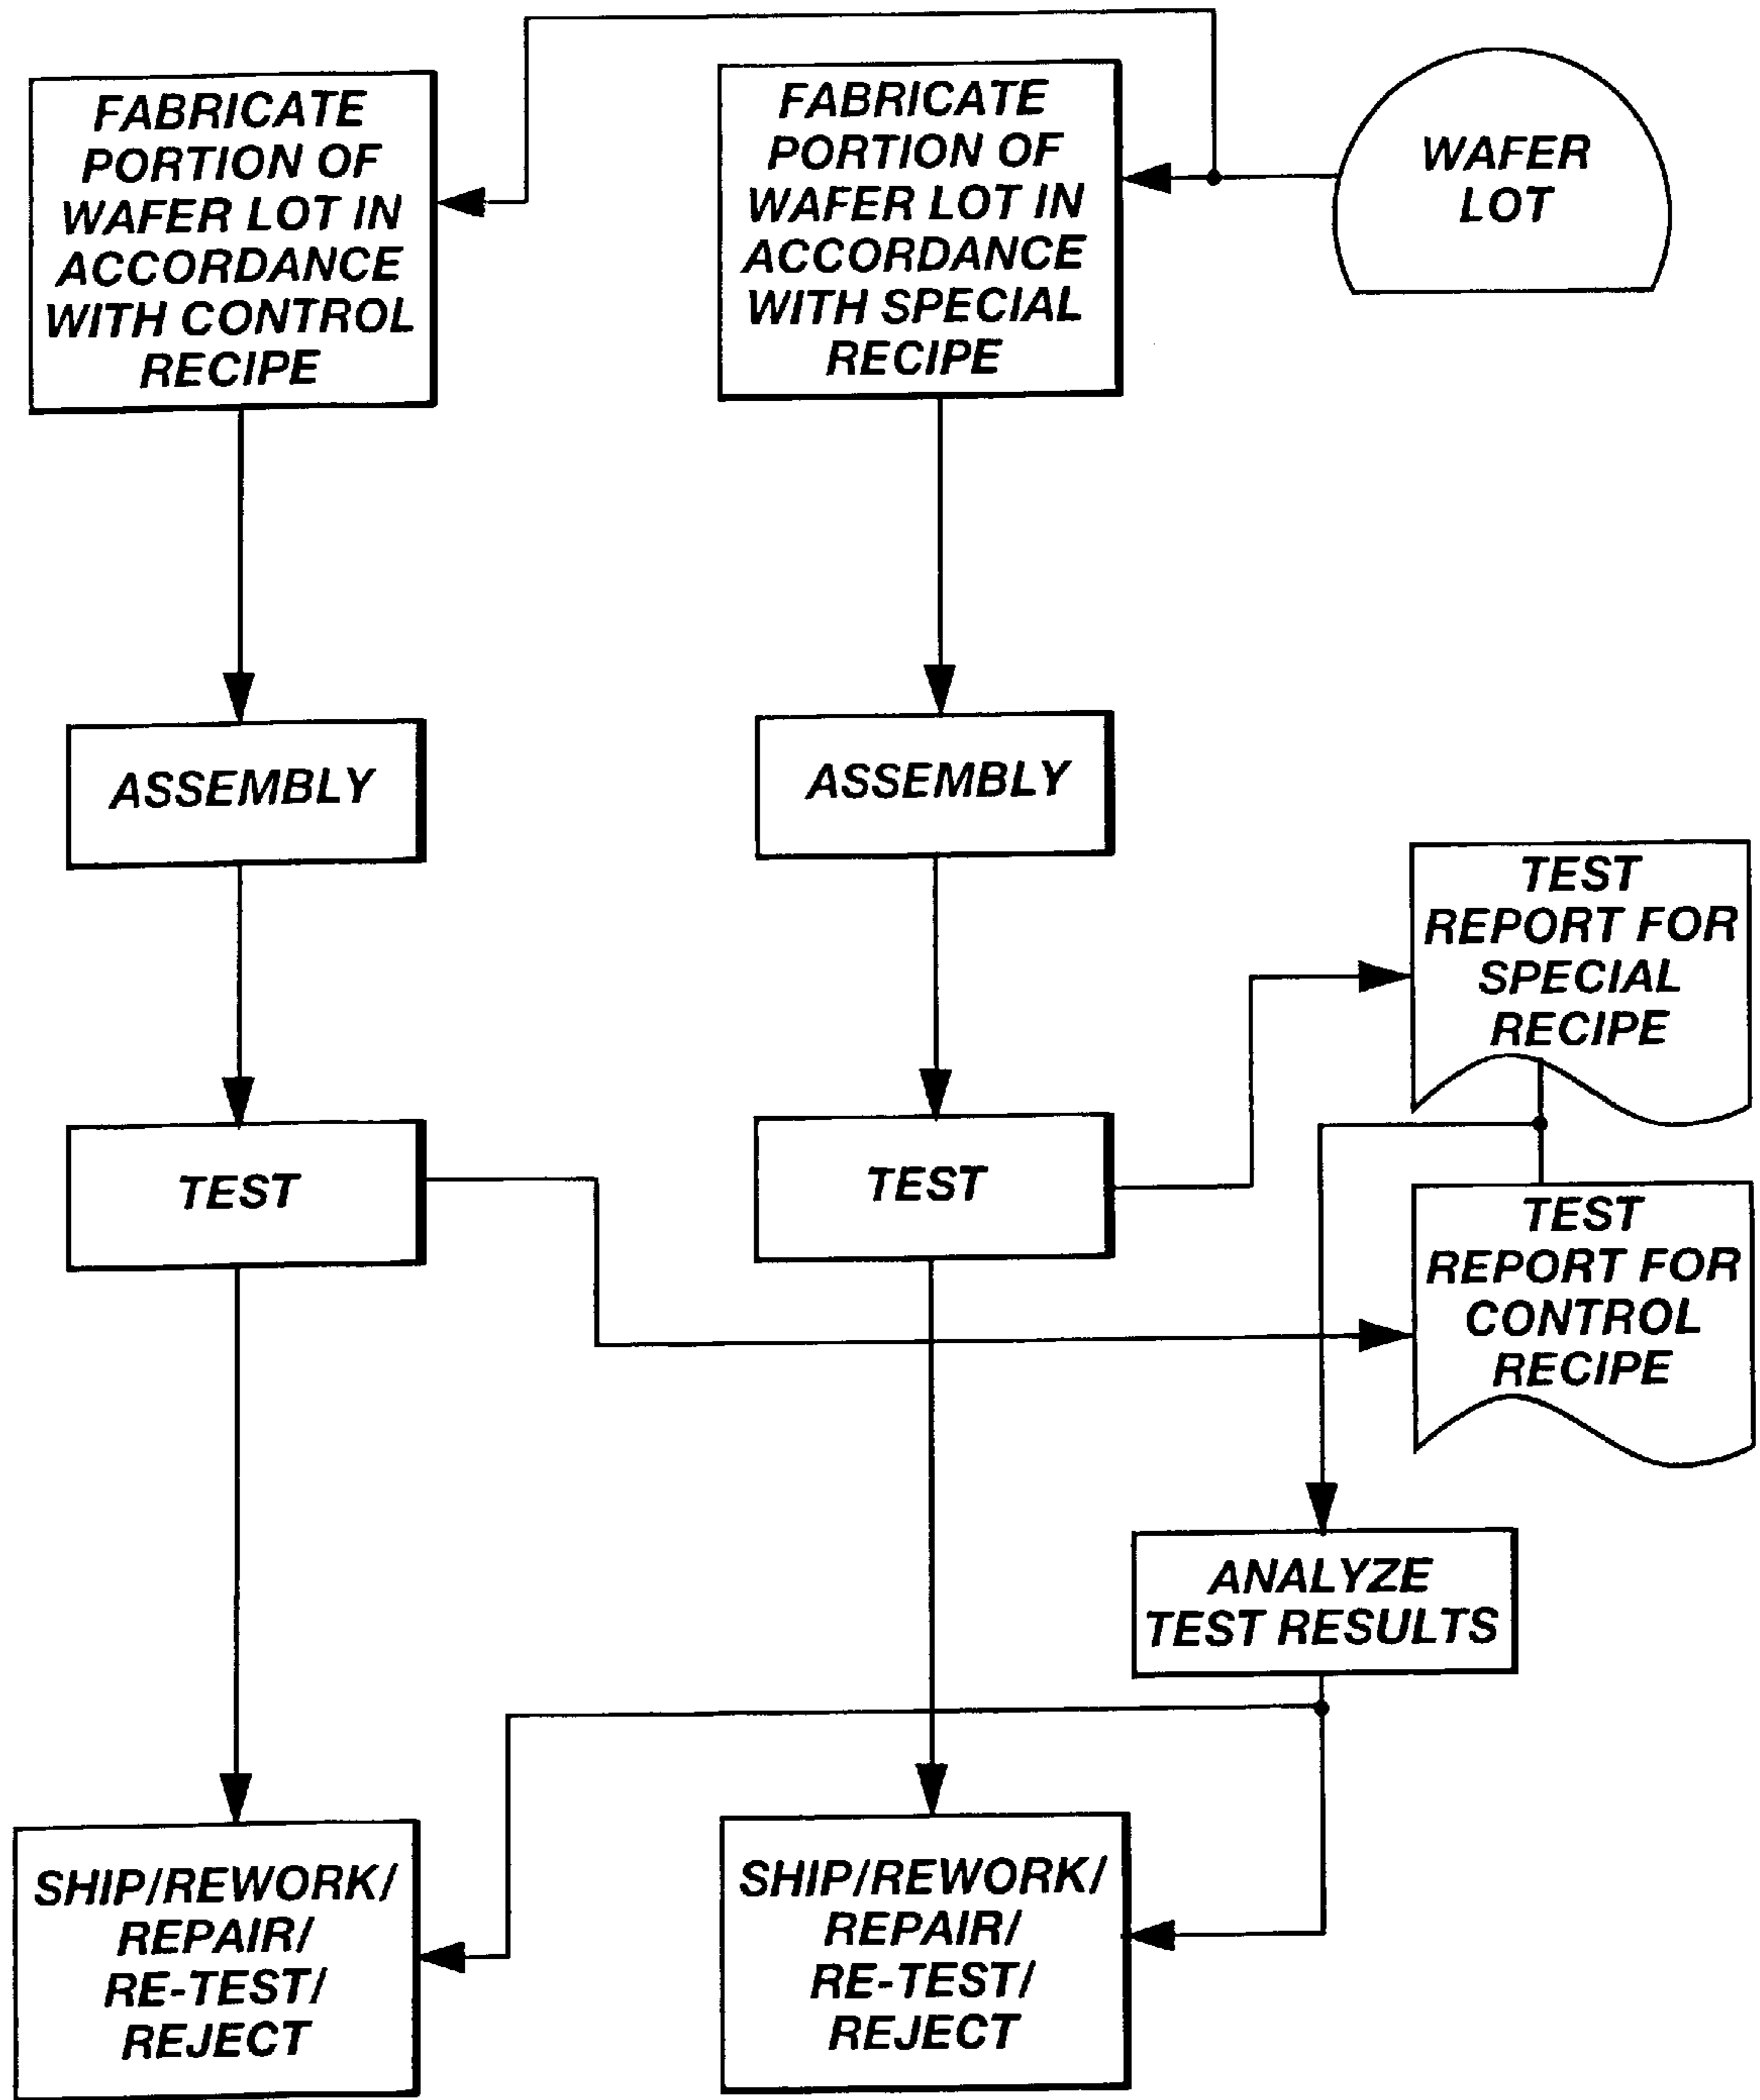 FABRICATE
PORTION OF
WAFER LOT IN
ACCORDANCE
WITH CONTROL
RECIPE
FABRICATE
PORTION OF
WAFER LOT IN
ACCORDANCE
WITH SPECIAL
RECIPE
WAFER
LOT
ASSEMBLY
ASSEMBLY
TEST
REPORT FOR
SPECIAL
RECIPE
TEST
TEST
TEST
REPORT FOR
CONTROL
RECIPE
ANALYZE
TEST RESULTS
SHIP/REWORK/
REPAIR/
RE-TEST/
REJECT
SHIP/REWORK/
REPAIR/
RE-TEST/
REJECT